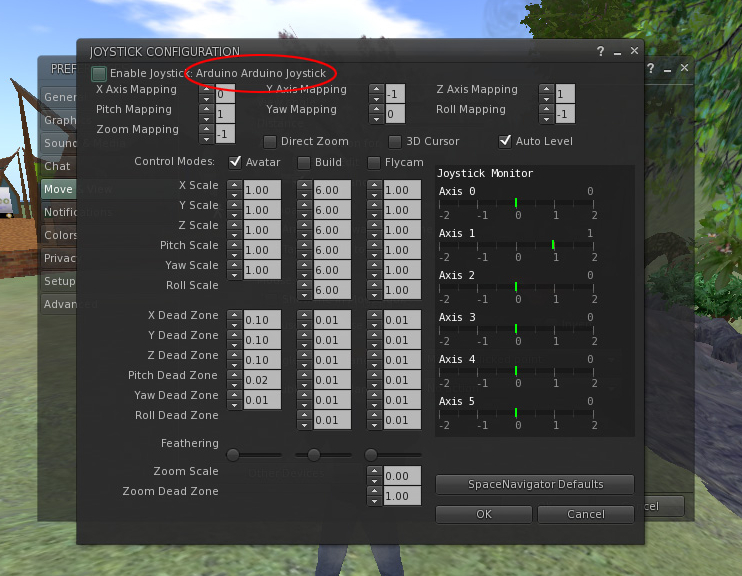 JOYSTICK CONFIGURATION
? _ ×
PREF
? _ ×
Enable Joystick: Arduino Arduino Joystick
X Axis Mapping 0 Y Axis Mapping -1 Z Axis Mapping 1
Pitch Mapping 1 Yaw Mapping 0 Roll Mapping -1
Zoom Mapping -1
Direct Zoom 3D Cursor Auto Level
Control Modes: Avatar Build Flycam
Gener
Graph
Sound
Chat
Move
Notific
Colors
Privac
Setup
Advan
X Scale 1.00 6.00 1.00
Y Scale 1.00 6.00 1.00
Z Scale 1.00 6.00 1.00
Pitch Scale 1.00 6.00 1.00
Yaw Scale 1.00 6.00 1.00
Roll Scale 6.00 1.00
X Dead Zone 0.10 0.01 0.01
Y Dead Zone 0.10 0.01 0.01
Z Dead Zone 0.10 0.01 0.01
Pitch Dead Zone 0.02 0.01 0.01
Yaw Dead Zone 0.01 0.01 0.01
Roll Dead Zone 0.01 0.01
Feathering
Zoom Scale 0.00
Zoom Dead Zone 1.00
Joystick Monitor
Axis 0 0
-2 -1 0 1 2
Axis 1 1
-2 -1 0 1 2
Axis 2 0
-2 -1 0 1 2
Axis 3 0
-2 -1 0 1 2
Axis 4 0
-2 -1 0 1 2
Axis 5 0
-2 -1 0 1 2
SpaceNavigator Defaults
OK Cancel
cel